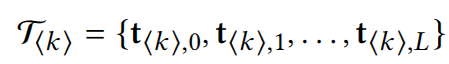 𝒯⟨k⟩ = {𝐭⟨k⟩,0, 𝐭⟨k⟩,1, . . . , 𝐭⟨k⟩,L}